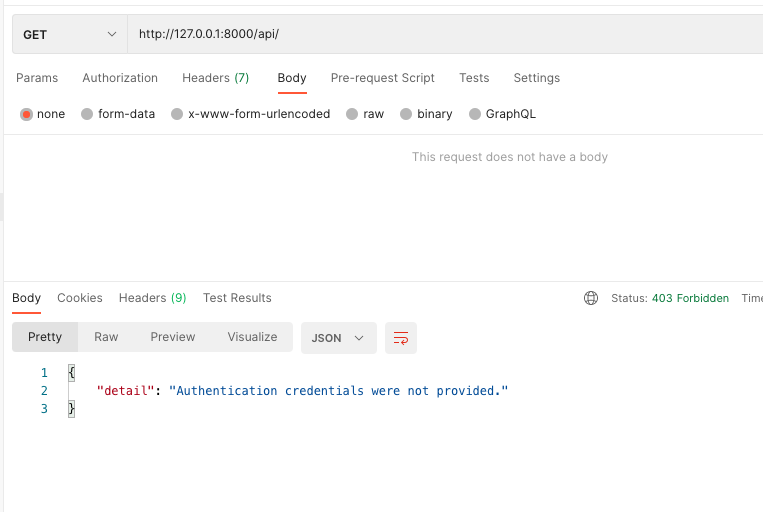 GET http://127.0.0.1:8000/api/
Params Authorization Headers (7) Body Pre-request Script Tests Settings
none form-data x-www-form-urlencoded raw binary GraphQL
This request does not have a body
Body Cookies Headers (9) Test Results Status: 403 Forbidden Time
Pretty Raw Preview Visualize JSON
1 {
2 "detail": "Authentication credentials were not provided."
3 }